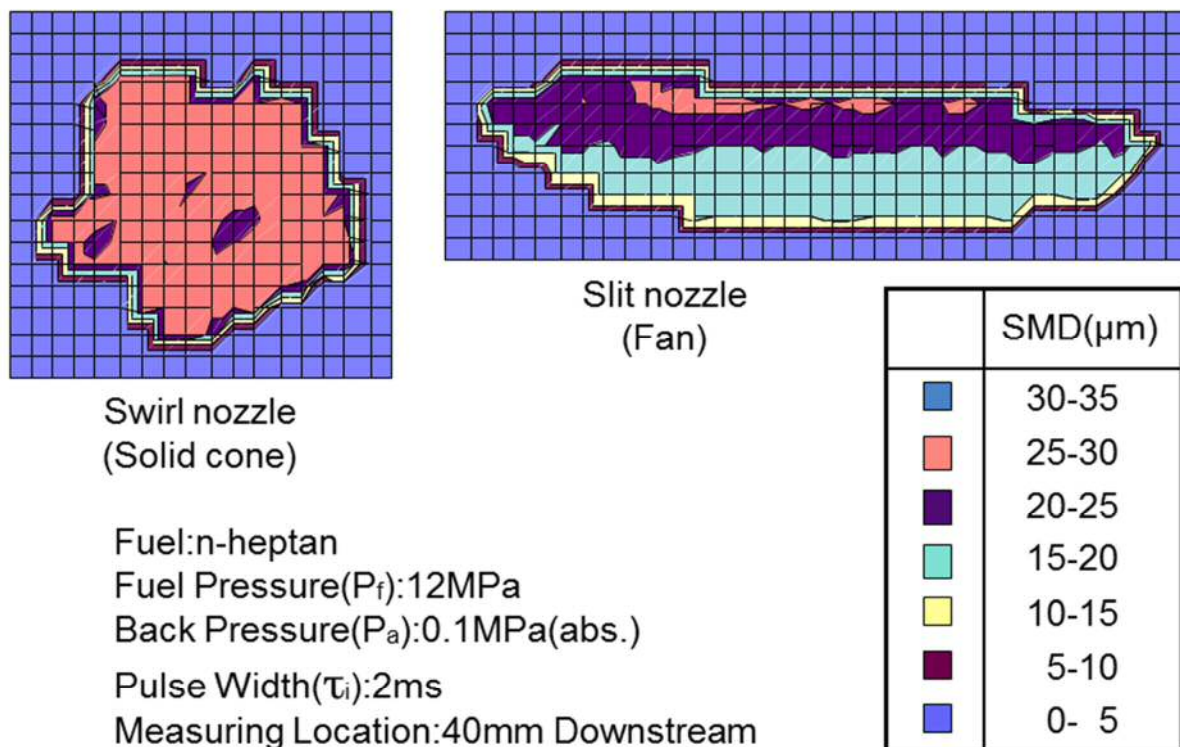 Swirl nozzle
(Solid cone)
Slit nozzle
(Fan)
Fuel:n-heptan
Fuel Pressure(Pf):12MPa
Back Pressure(Pa):0.1MPa(abs.)
Pulse Width(τi):2ms
Measuring Location:40mm Downstream
SMD(μm)
30-35
25-30
20-25
15-20
10-15
5-10
0- 5